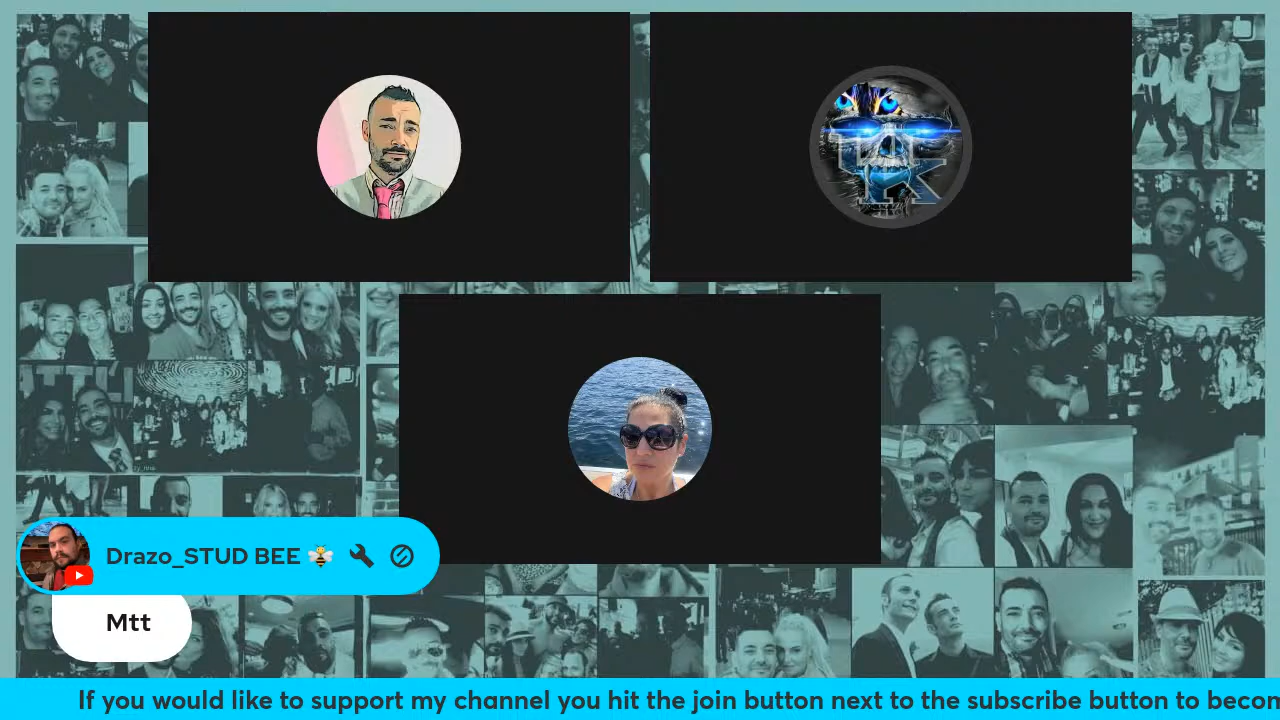 UK
Drazo_STUD BEE 🐝
Mtt
If you would like to support my channel you hit the join button next to the subscribe button to becom